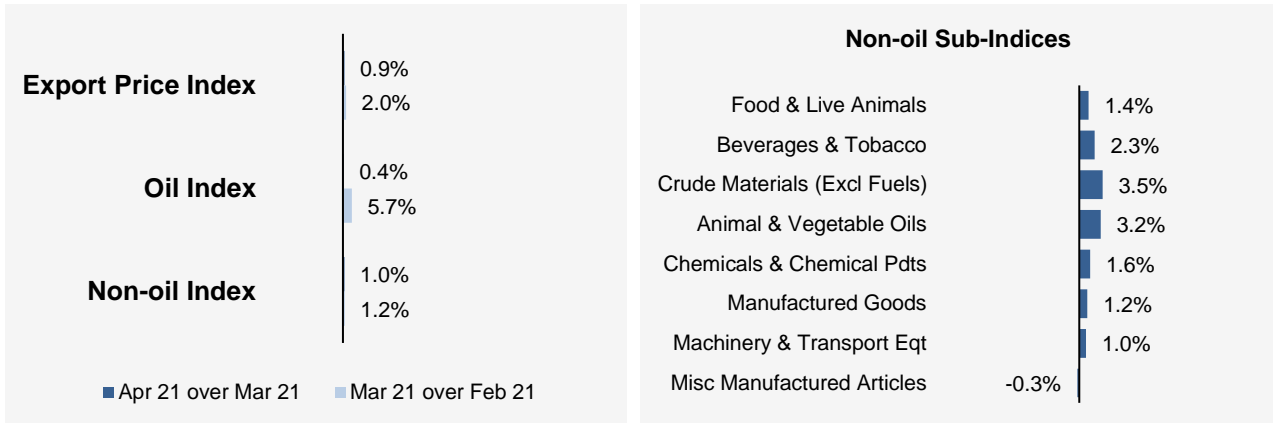 Export Price Index
0.9%
2.0%
Oil Index
0.4%
5.7%
Non-oil Index
1.0%
1.2%
Apr 21 over Mar 21
Mar 21 over Feb 21
Non-oil Sub-Indices
Food & Live Animals
1.4%
Beverages & Tobacco
2.3%
Crude Materials (Excl Fuels)
3.5%
Animal & Vegetable Oils
3.2%
Chemicals & Chemical Pdts
1.6%
Manufactured Goods
1.2%
Machinery & Transport Eqt
1.0%
Misc Manufactured Articles
-0.3%